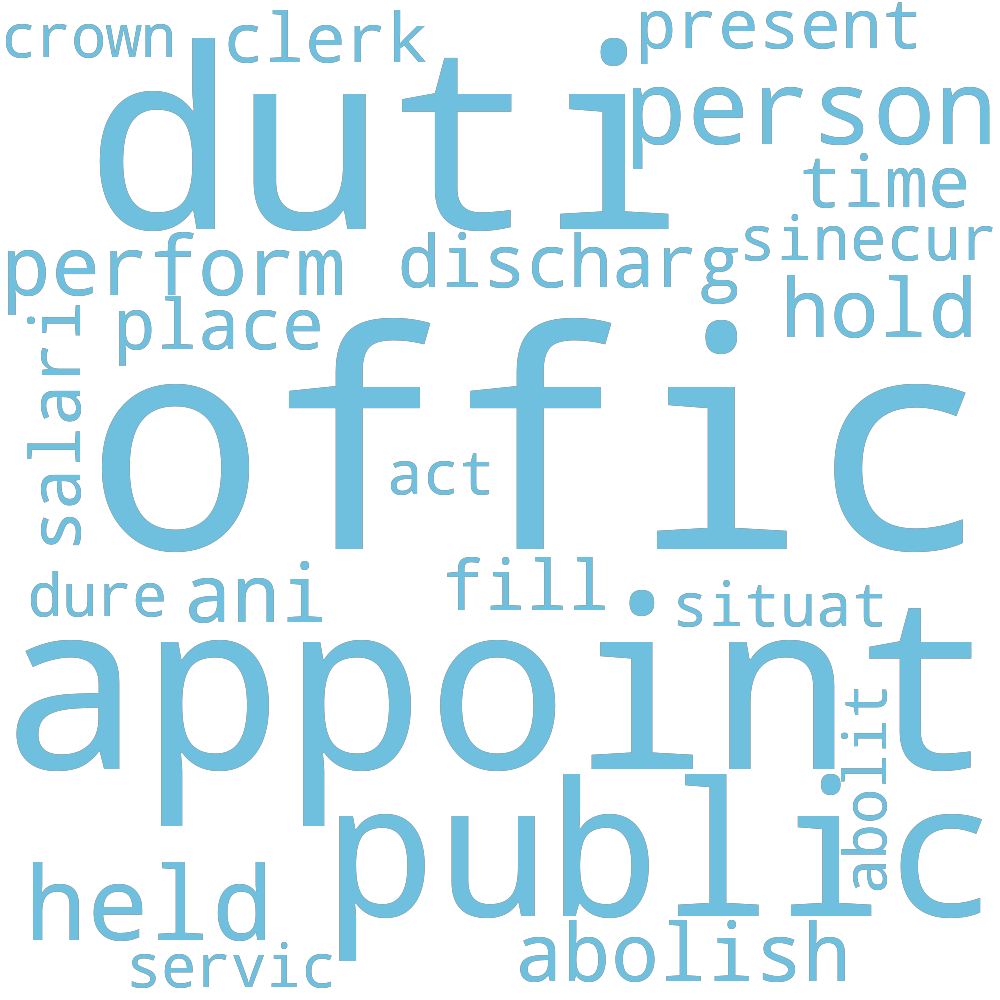 crown
clerk
present
duti
person
time
sinecur
perform
discharg
hold
place
salari
offic
act
dure
ani
fill
situat
appoint
abolit
public
held
abolish
servic